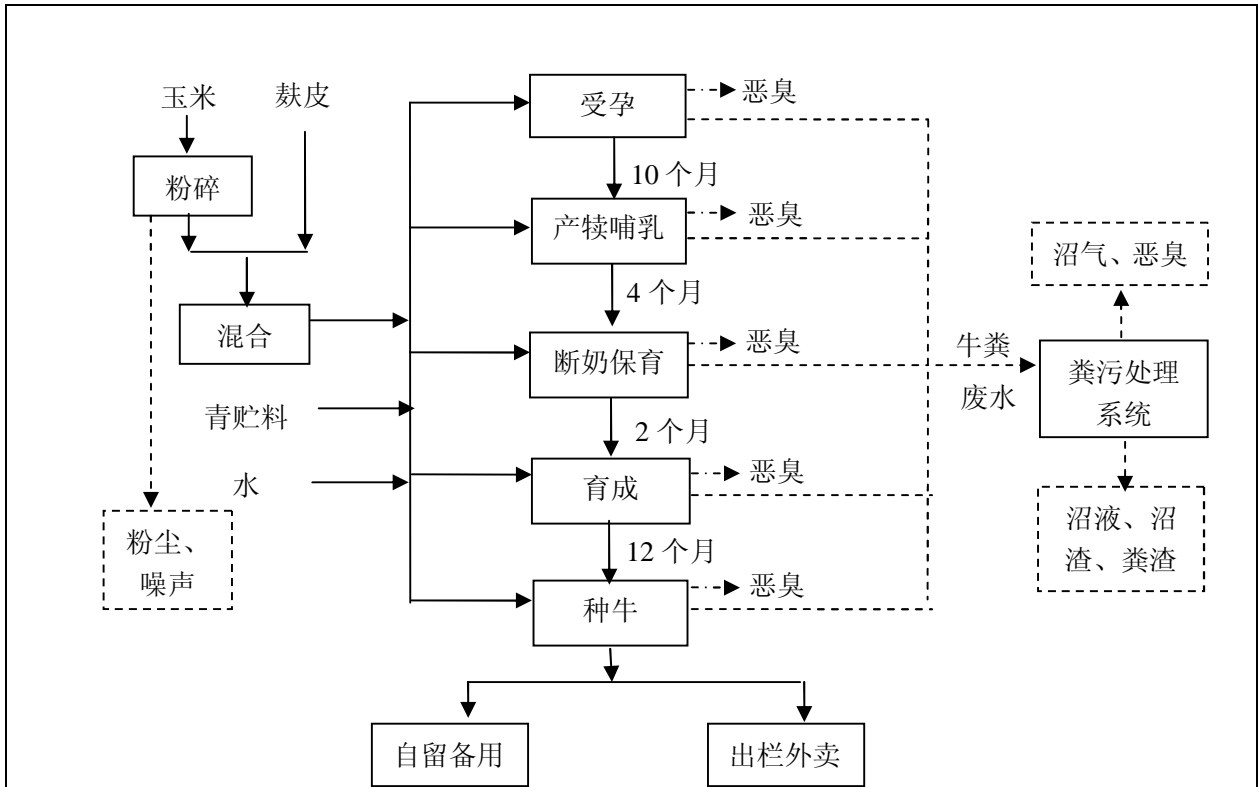 玉米
麸皮
粉碎
混合
青贮料
水
粉尘、
噪声
受孕
恶臭
10 个月
产犊哺乳
恶臭
4 个月
断奶保育
恶臭
2 个月
育成
恶臭
12 个月
种牛
恶臭
自留备用
出栏外卖
牛粪
废水
沼气、恶臭
粪污处理
系统
沼液、沼
渣、粪渣